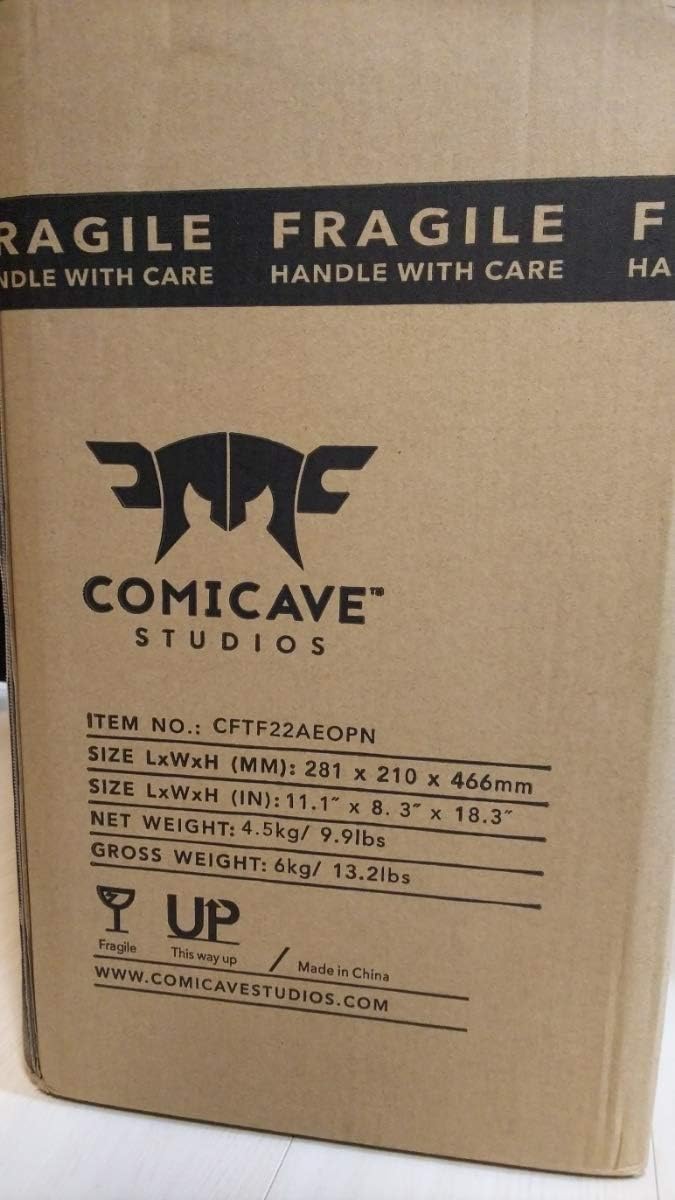 RAGILE FRAGILE F
NDLE WITH CARE HANDLE WITH CARE HA
COMICAVE™
STUDIOS
ITEM NO.: CFTF22AEOPN
SIZE LxWxH (MM): 281 x 210 x 466mm
SIZE LxWxH (IN): 11.1″ x 8. 3″ x 18.3″
NET WEIGHT: 4.5kg/ 9.9lbs
GROSS WEIGHT: 6kg/ 13.2lbs
UP
Fragile This way up / Made in China
WWW.COMICAVESTUDIOS.COM